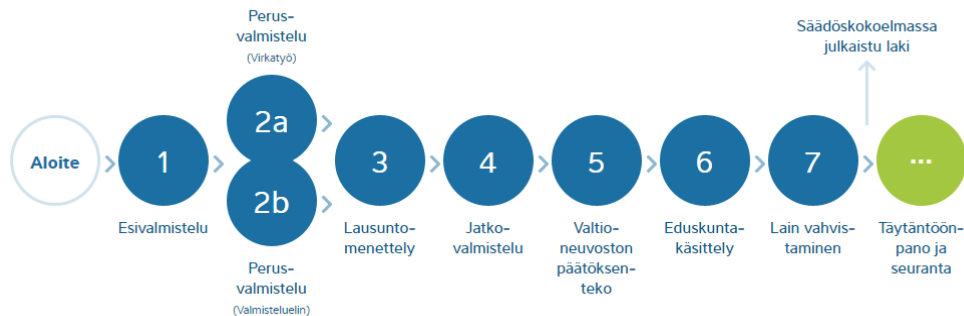 Perus-
valmistelu
(Virkatyö)
Säädöskokoelmassa
julkaistu laki
Aloite
1
2a
2b
3
4
5
6
7
...
Esivalmistelu
Perus-
valmistelu
(Valmisteluelin)
Lausunto-
menettely
Jatko-
valmistelu
Valtio-
neuvoston
päätöksen-
teko
Eduskunta-
käsittely
Lain vahvis-
taminen
Täytäntöön-
pano ja
seuranta